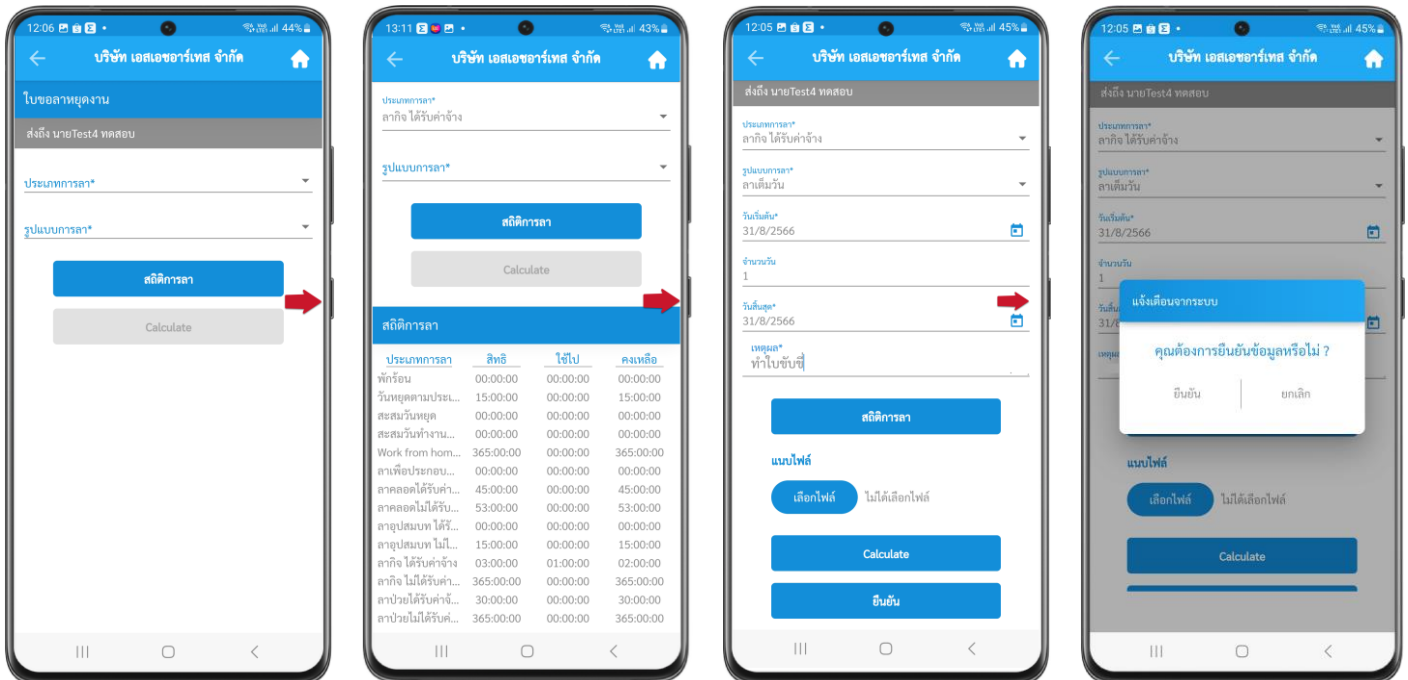 12:06 44%
บริษัท เอสเอชอาร์เทส จำกัด
ใบขอลาหยุดงาน
ส่งถึง นายTest4 ทดสอบ
ประเภทการลา*
รูปแบบการลา*
สถิติการลา
Calculate
13:11 43%
บริษัท เอสเอชอาร์เทส จำกัด
ประเภทการลา*
ลากิจ ได้รับค่าจ้าง
รูปแบบการลา*
สถิติการลา
Calculate
สถิติการลา
ประเภทการลา สิทธิ ใช้ไป คงเหลือ
พักร้อน 00:00:00 00:00:00 00:00:00
วันหยุดตามประเ... 15:00:00 00:00:00 15:00:00
สะสมวันหยุด 00:00:00 00:00:00 00:00:00
สะสมวันทำงาน... 00:00:00 00:00:00 00:00:00
Work from hom... 365:00:00 00:00:00 365:00:00
ลาเพื่อประกอบ... 00:00:00 00:00:00 00:00:00
ลาคลอดได้รับค่า... 45:00:00 00:00:00 45:00:00
ลาคลอดไม่ได้รับ... 53:00:00 00:00:00 53:00:00
ลาอุปสมบท ได้รั... 00:00:00 00:00:00 00:00:00
ลาอุปสมบท ไม่ไ... 15:00:00 00:00:00 15:00:00
ลากิจ ได้รับค่าจ้าง 03:00:00 01:00:00 02:00:00
ลากิจ ไม่ได้รับค่า... 365:00:00 00:00:00 365:00:00
ลาป่วยได้รับค่าจ้... 30:00:00 00:00:00 30:00:00
ลาป่วยไม่ได้รับค่... 365:00:00 00:00:00 365:00:00
12:05 45%
บริษัท เอสเอชอาร์เทส จำกัด
ส่งถึง นายTest4 ทดสอบ
ประเภทการลา*
ลากิจ ได้รับค่าจ้าง
รูปแบบการลา*
ลาเต็มวัน
วันเริ่มต้น*
31/8/2566
จำนวนวัน
1
วันสิ้นสุด*
31/8/2566
เหตุผล*
ทำใบขับขี่
สถิติการลา
แนบไฟล์
เลือกไฟล์ ไม่ได้เลือกไฟล์
Calculate
ยืนยัน
12:05 45%
บริษัท เอสเอชอาร์เทส จำกัด
ส่งถึง นายTest4 ทดสอบ
ประเภทการลา*
ลากิจ ได้รับค่าจ้าง
รูปแบบการลา*
ลาเต็มวัน
วันเริ่มต้น*
31/8/2566
จำนวนวัน
1
แจ้งเตือนจากระบบ
คุณต้องการยืนยันข้อมูลหรือไม่ ?
ยืนยัน ยกเลิก
แนบไฟล์
เลือกไฟล์ ไม่ได้เลือกไฟล์
Calculate